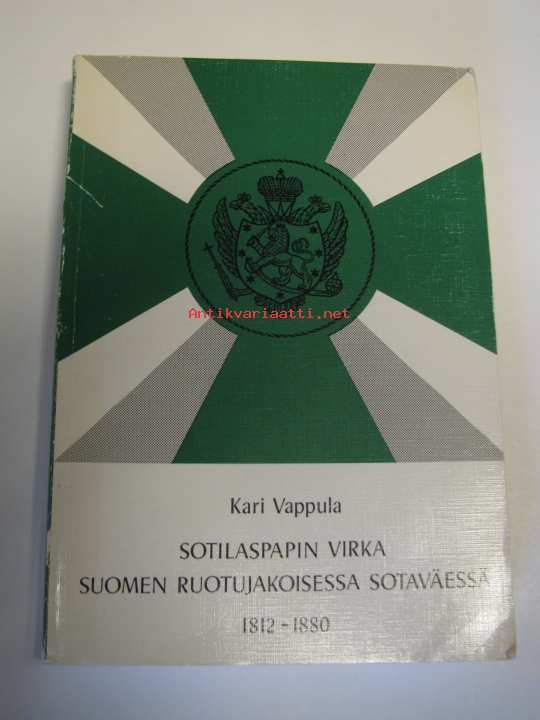 Antikvariaatti.net
Kari Vappula
SOTILASPAPIN VIRKA
SUOMEN RUOTUJAKOISESSA SOTAVÄESSÄ
1812-1880